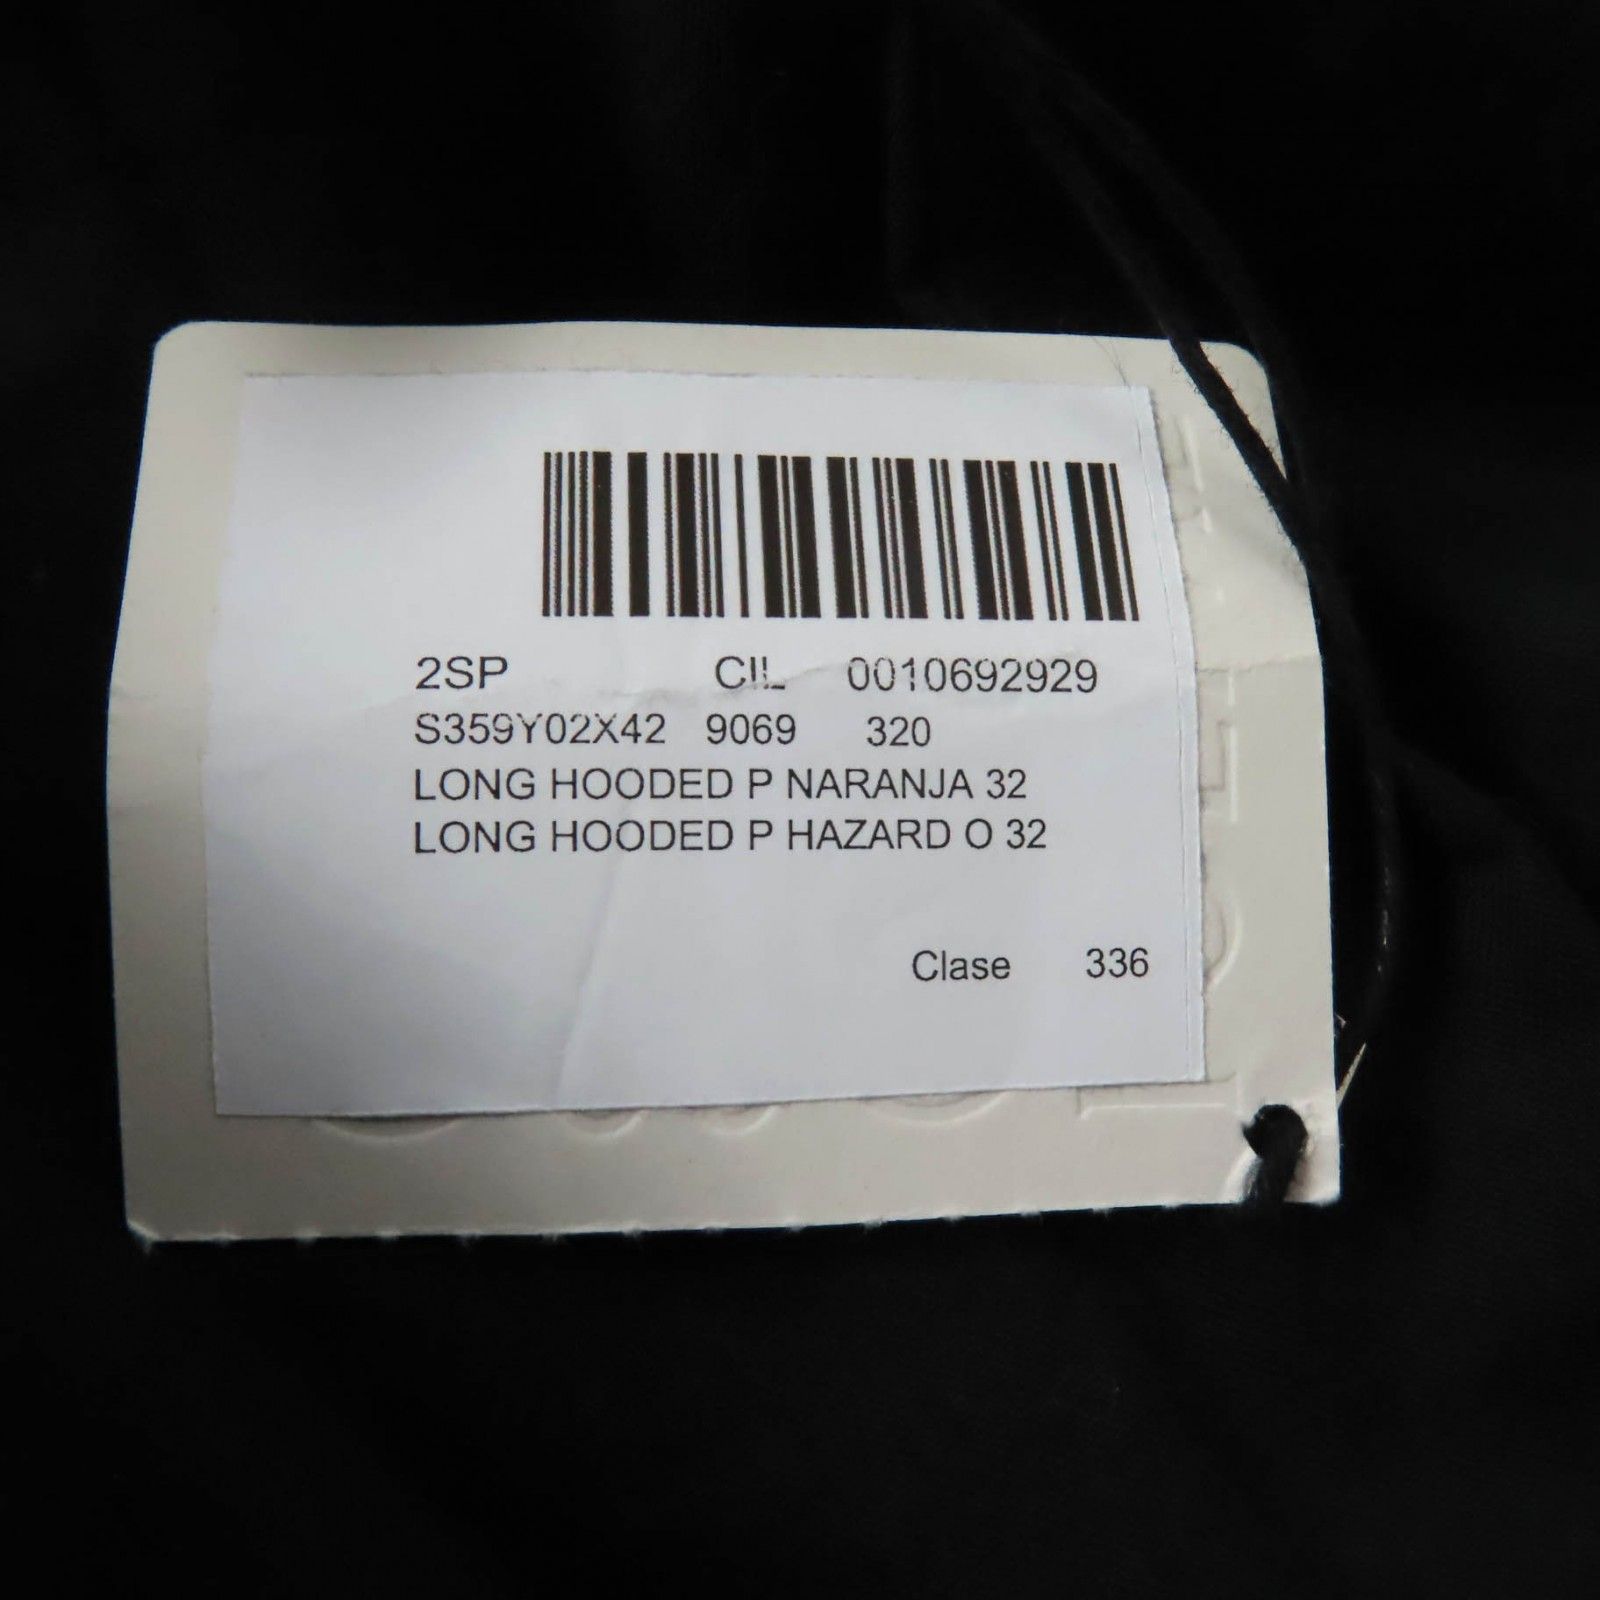 2SP CIL 0010692929
S359Y02X42 9069 320
LONG HOODED P NARANJA 32
LONG HOODED P HAZARD O 32
Clase 336